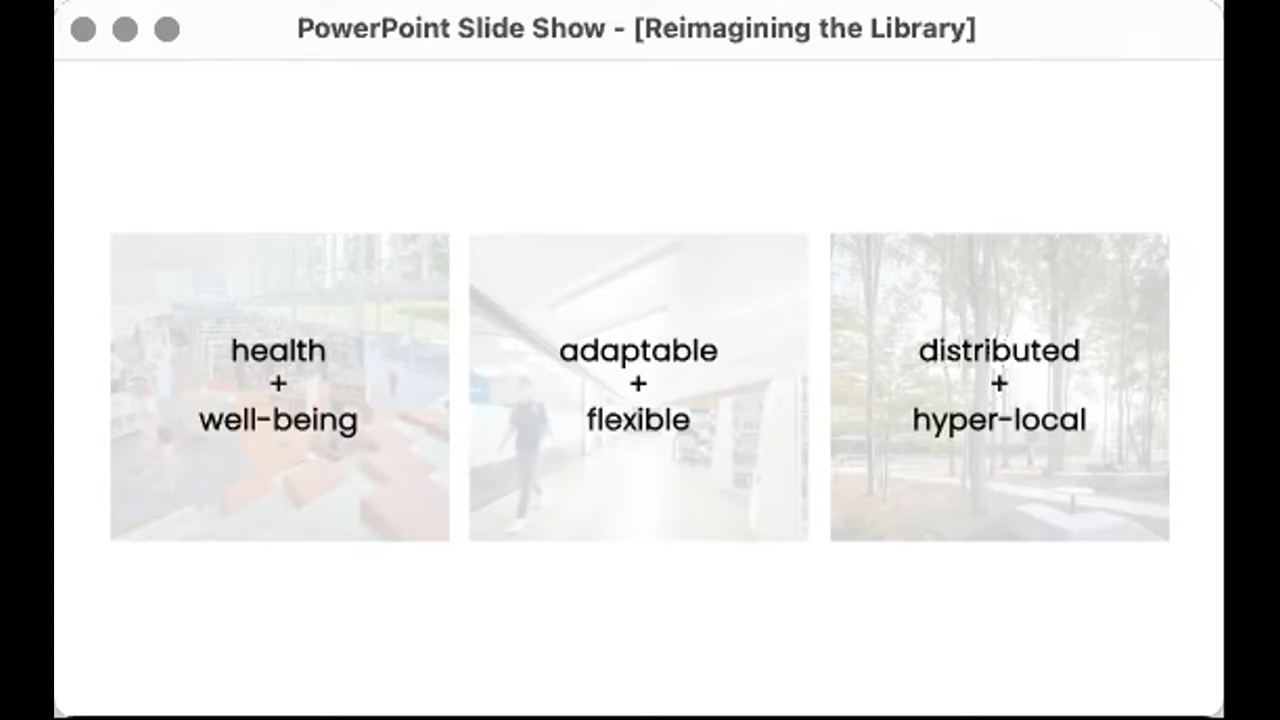 PowerPoint Slide Show - [Reimagining the Library]
health
+
well-being
adaptable
+
flexible
distributed
+
hyper-local